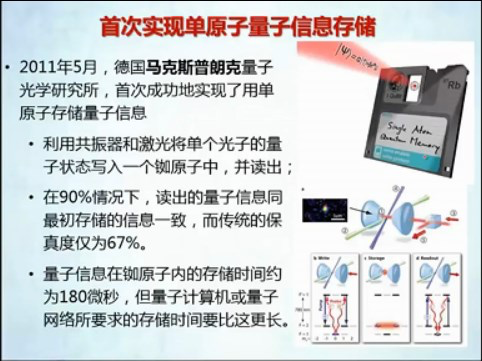 首次实现单原子量子信息存储
• 2011年5月，德国马克斯普朗克量子
光学研究所，首次成功地实现了用单
原子存储量子信息
• 利用共振器和激光将单个光子的量
子状态写入一个铷原子中，并读出；
• 在90%情况下，读出的量子信息同
最初存储的信息一致，而传统的保
真度仅为67%。
• 量子信息在铷原子内的存储时间约
为180微秒，但量子计算机或量子
网络所要求的存储时间要比这更长。
Rb
Single Atom
Quantum Memory
b Write
c Storage
d Readout